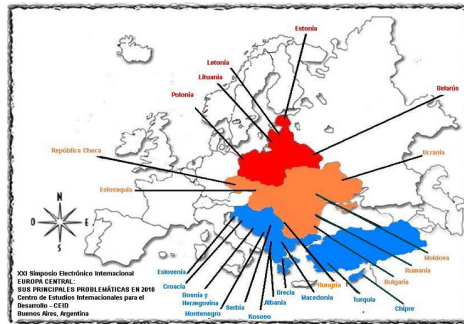 Estonia
Letonia
Lituania
Polonia
Belarús
República Checa
Ucrania
Eslovaquia
N
O E
S
Eslovenia
Croacia
Bosnia y
Herzegovina
Montenegro
Serbia
Kosovo
Albania
Grecia
Macedonia
Hungría
Turquía
Chipre
Bulgaria
Rumania
Moldora
XXI Simposio Electrónico Internacional
EUROPA CENTRAL:
SUS PRINCIPALES PROBLEMÁTICAS EN 2010
Centro de Estudios Internacionales para el
Desarrollo - CEID
Buenos Aires, Argentina